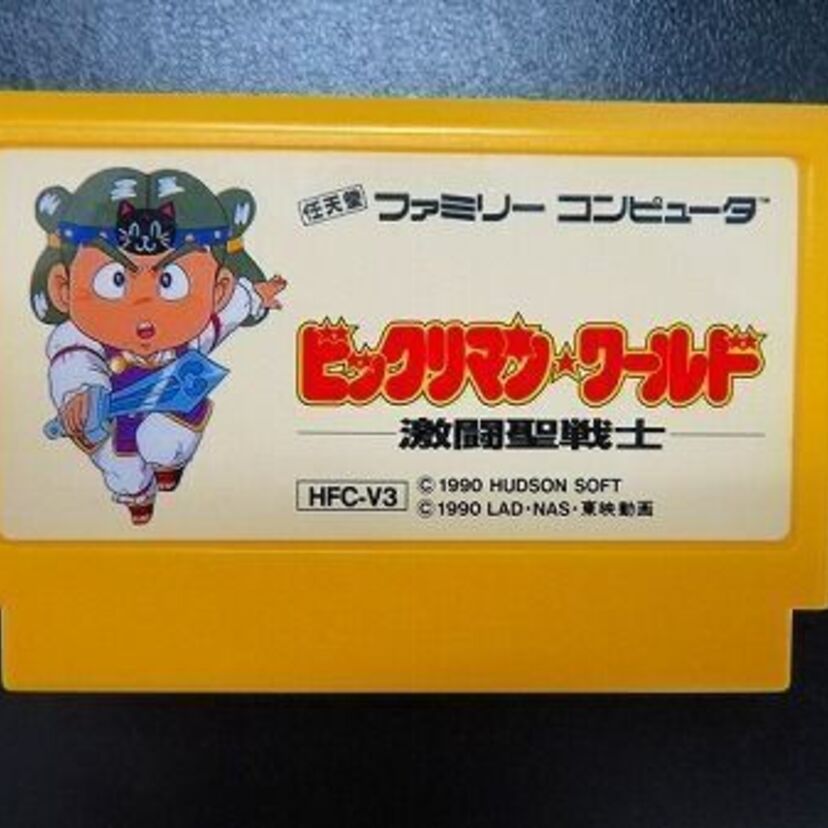 任天堂 ファミリー コンピュータ™
ビックリマン★ワールド
激闘聖戦士
HFC-V3
© 1990 HUDSON SOFT
© 1990 LAD・NAS・東映動画